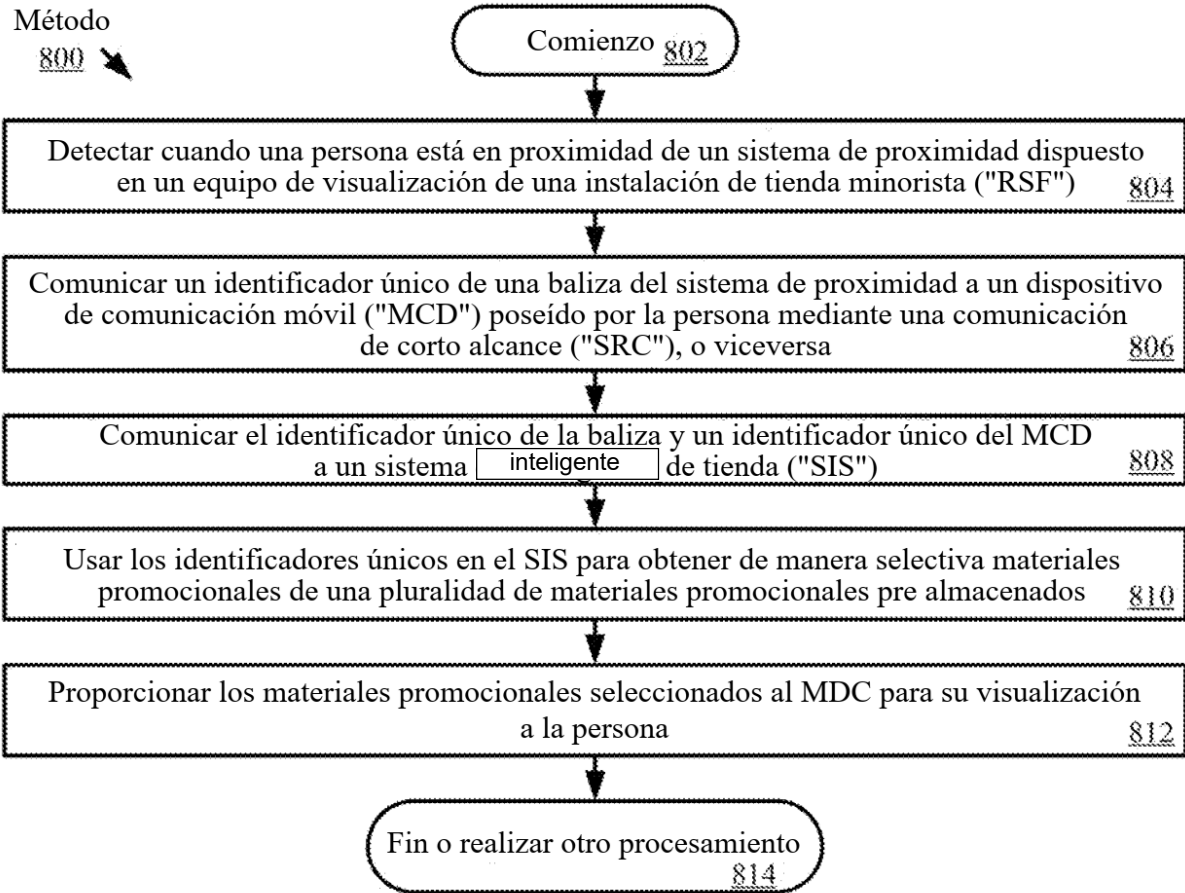 Método
800
Comienzo 802
Detectar cuando una persona está en proximidad de un sistema de proximidad dispuesto
en un equipo de visualización de una instalación de tienda minorista ("RSF")
804
Comunicar un identificador único de una baliza del sistema de proximidad a un dispositivo
de comunicación móvil ("MCD") poseído por la persona mediante una comunicación
de corto alcance ("SRC"), o viceversa
806
Comunicar el identificador único de la baliza y un identificador único del MCD
a un sistema inteligente de tienda ("SIS")
808
Usar los identificadores únicos en el SIS para obtener de manera selectiva materiales
promocionales de una pluralidad de materiales promocionales pre almacenados
810
Proporcionar los materiales promocionales seleccionados al MDC para su visualización
a la persona
812
Fin o realizar otro procesamiento
814